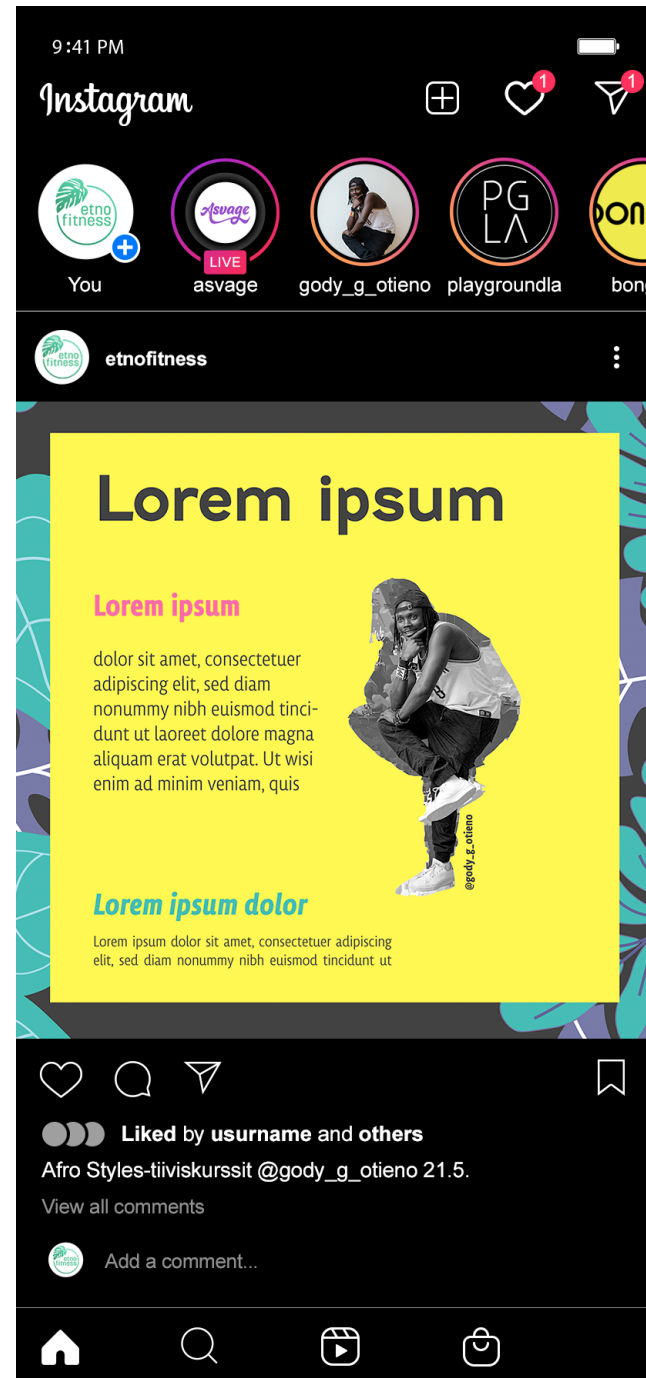 9:41 PM
Instagram
1
1
etno
fitness
Asvage
PG
LA
bon
LIVE
You
asvage
gody_g_otieno
playgroundla
bon
etno
fitness
etnofitness
Lorem ipsum
Lorem ipsum
dolor sit amet, consectetuer
adipiscing elit, sed diam
nonummy nibh euismod tinci-
dunt ut laoreet dolore magna
aliquam erat volutpat. Ut wisi
enim ad minim veniam, quis
@gody_g_otieno
Lorem ipsum dolor
Lorem ipsum dolor sit amet, consectetuer adipiscing
elit, sed diam nonummy nibh euismod tincidunt ut
Liked by usurname and others
Afro Styles-tiiviskurssit @gody_g_otieno 21.5.
View all comments
etno
fitness
Add a comment...